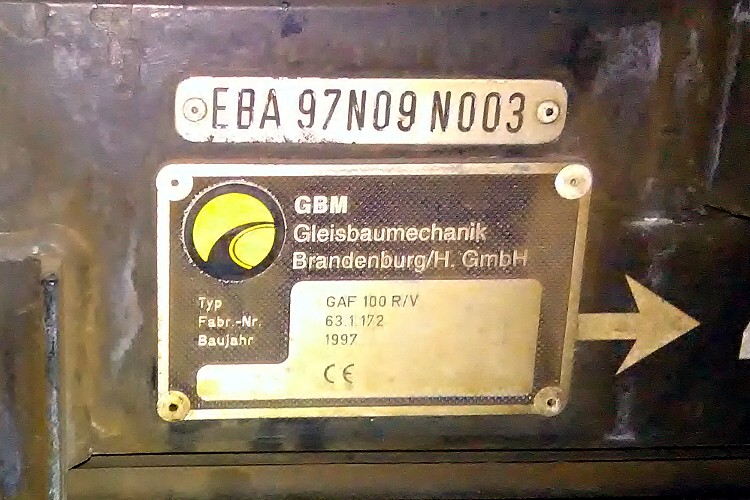 EBA 97N09 N003
GBM
Gleisbaumechanik
Brandenburg/H. GmbH
Typ GAF 100 R/V
Fabr.-Nr. 63.1.172
Baujahr 1997
CE